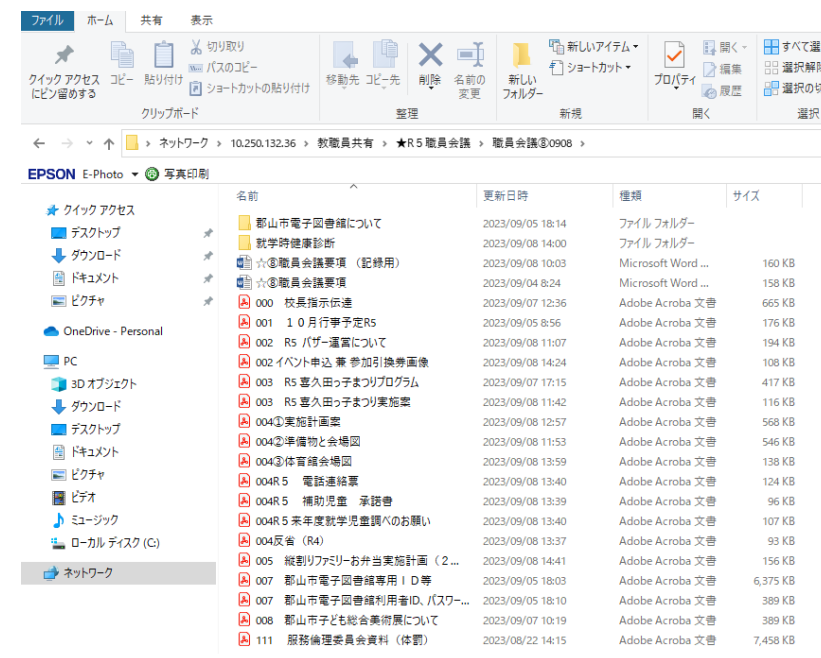 ファイル ホーム 共有 表示
クイック アクセスにピン留めする
コピー
貼り付け
切り取り
パスのコピー
ショートカットの貼り付け
移動先
コピー先
削除
名前の変更
新しいフォルダー
新しいアイテム
ショートカット
プロパティ
開く
編集
履歴
すべて選
選択解除
選択の切
クリップボード 整理 新規 開く 選択
ネットワーク › 10.250.132.36 › 教職員共有 › ★R5職員会議 › 職員会議⑧0908 ›
EPSON E-Photo 写真印刷
名前 更新日時 種類 サイズ
クイック アクセス
デスクトップ
ダウンロード
ドキュメント
ピクチャ
OneDrive - Personal
PC
3D オブジェクト
ダウンロード
デスクトップ
ドキュメント
ピクチャ
ビデオ
ミュージック
ローカル ディスク (C:)
ネットワーク
郡山市電子図書館について 2023/09/05 18:14 ファイル フォルダー
就学時健康診断 2023/09/08 14:00 ファイル フォルダー
☆⑧職員会議要項 (記録用) 2023/09/08 10:03 Microsoft Word ... 160 KB
☆⑧職員会議要項 2023/09/04 8:24 Microsoft Word ... 158 KB
000 校長指示伝達 2023/09/07 12:36 Adobe Acroba 文書 665 KB
001 １０月行事予定R5 2023/09/05 8:56 Adobe Acroba 文書 176 KB
002 R5 バザー運営について 2023/09/08 11:07 Adobe Acroba 文書 194 KB
002 イベント申込 兼 参加引換券画像 2023/09/08 14:24 Adobe Acroba 文書 108 KB
003 R5 喜久田っ子まつりプログラム 2023/09/07 17:15 Adobe Acroba 文書 417 KB
003 R5 喜久田っ子まつり実施案 2023/09/08 11:42 Adobe Acroba 文書 116 KB
004①実施計画案 2023/09/08 12:57 Adobe Acroba 文書 568 KB
004②準備物と会場図 2023/09/08 11:53 Adobe Acroba 文書 546 KB
004③体育館会場図 2023/09/08 13:59 Adobe Acroba 文書 138 KB
004R５ 電話連絡票 2023/09/08 13:40 Adobe Acroba 文書 124 KB
004R５ 補助児童 承諾書 2023/09/08 13:39 Adobe Acroba 文書 96 KB
004R５来年度就学児童調べのお願い 2023/09/08 13:40 Adobe Acroba 文書 107 KB
004反省（R4） 2023/09/08 13:37 Adobe Acroba 文書 93 KB
005 縦割りファミリーお弁当実施計画（２... 2023/09/08 14:41 Adobe Acroba 文書 156 KB
007 郡山市電子図書館専用ＩＤ等 2023/09/05 18:03 Adobe Acroba 文書 6,375 KB
007 郡山市電子図書館利用者ID、パスワー... 2023/09/05 18:10 Adobe Acroba 文書 389 KB
008 郡山市子ども総合美術展について 2023/09/07 10:19 Adobe Acroba 文書 389 KB
111 服務倫理委員会資料（体罰） 2023/08/22 14:15 Adobe Acroba 文書 7,458 KB